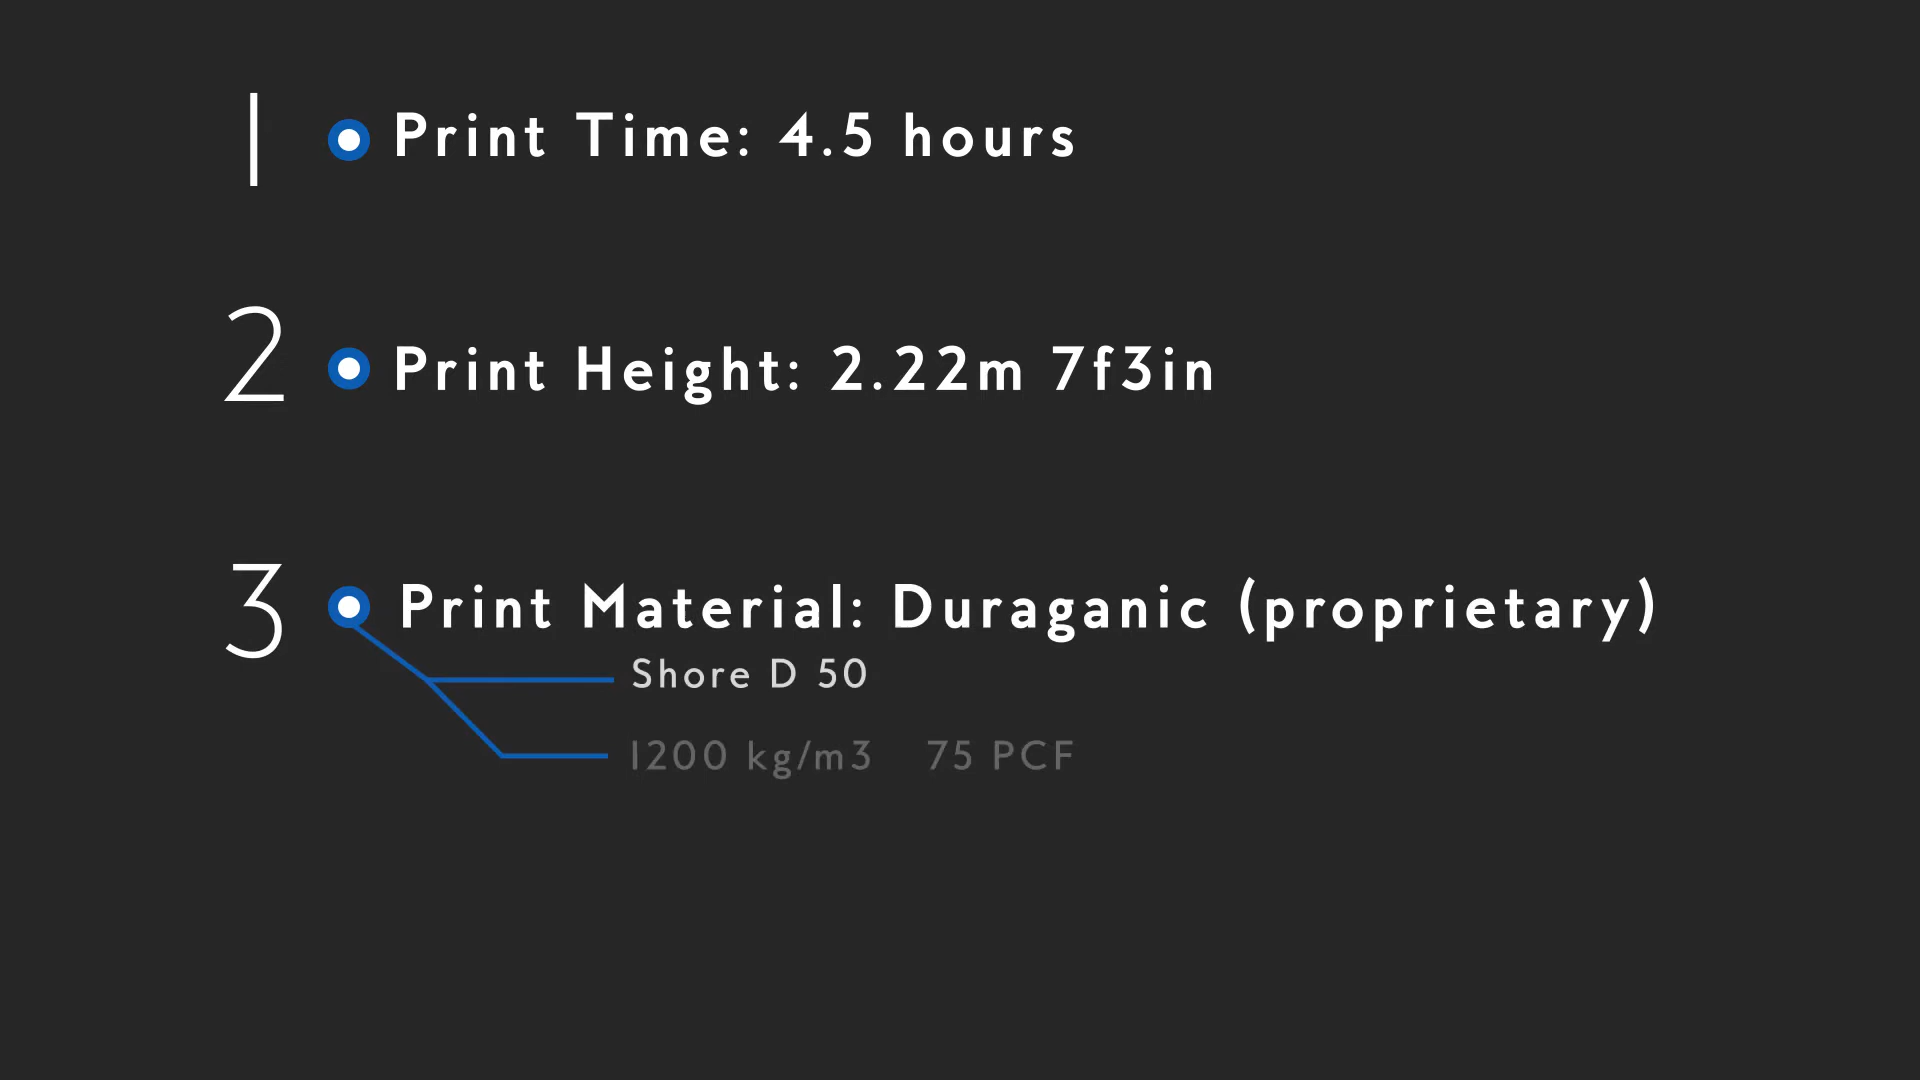 1 Print Time: 4.5 hours
2 Print Height: 2.22m 7f3in
3 Print Material: Duraganic (proprietary)
Shore D 50
1200 kg/m3 75 PCF